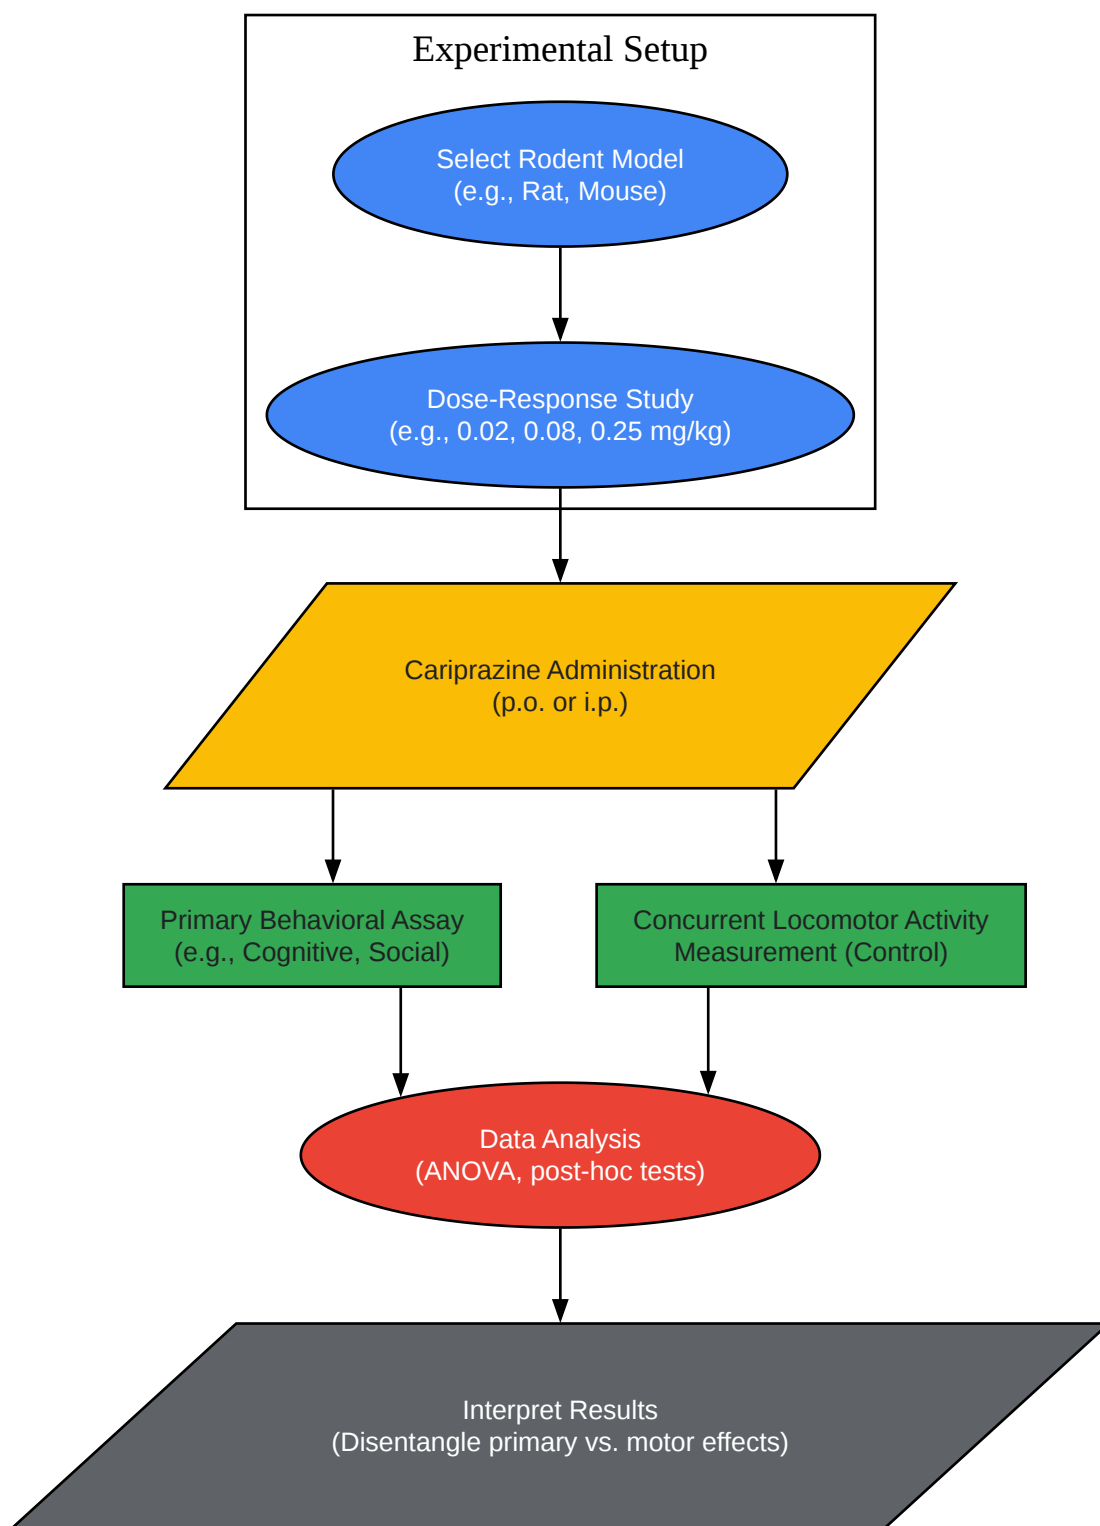 Experimental Setup
Select Rodent Model
(e.g., Rat, Mouse)
Dose-Response Study
(e.g., 0.02, 0.08, 0.25 mg/kg)
Cariprazine Administration
(p.o. or i.p.)
Primary Behavioral Assay
(e.g., Cognitive, Social)
Concurrent Locomotor Activity
Measurement (Control)
Data Analysis
(ANOVA, post-hoc tests)
Interpret Results
(Disentangle primary vs. motor effects)